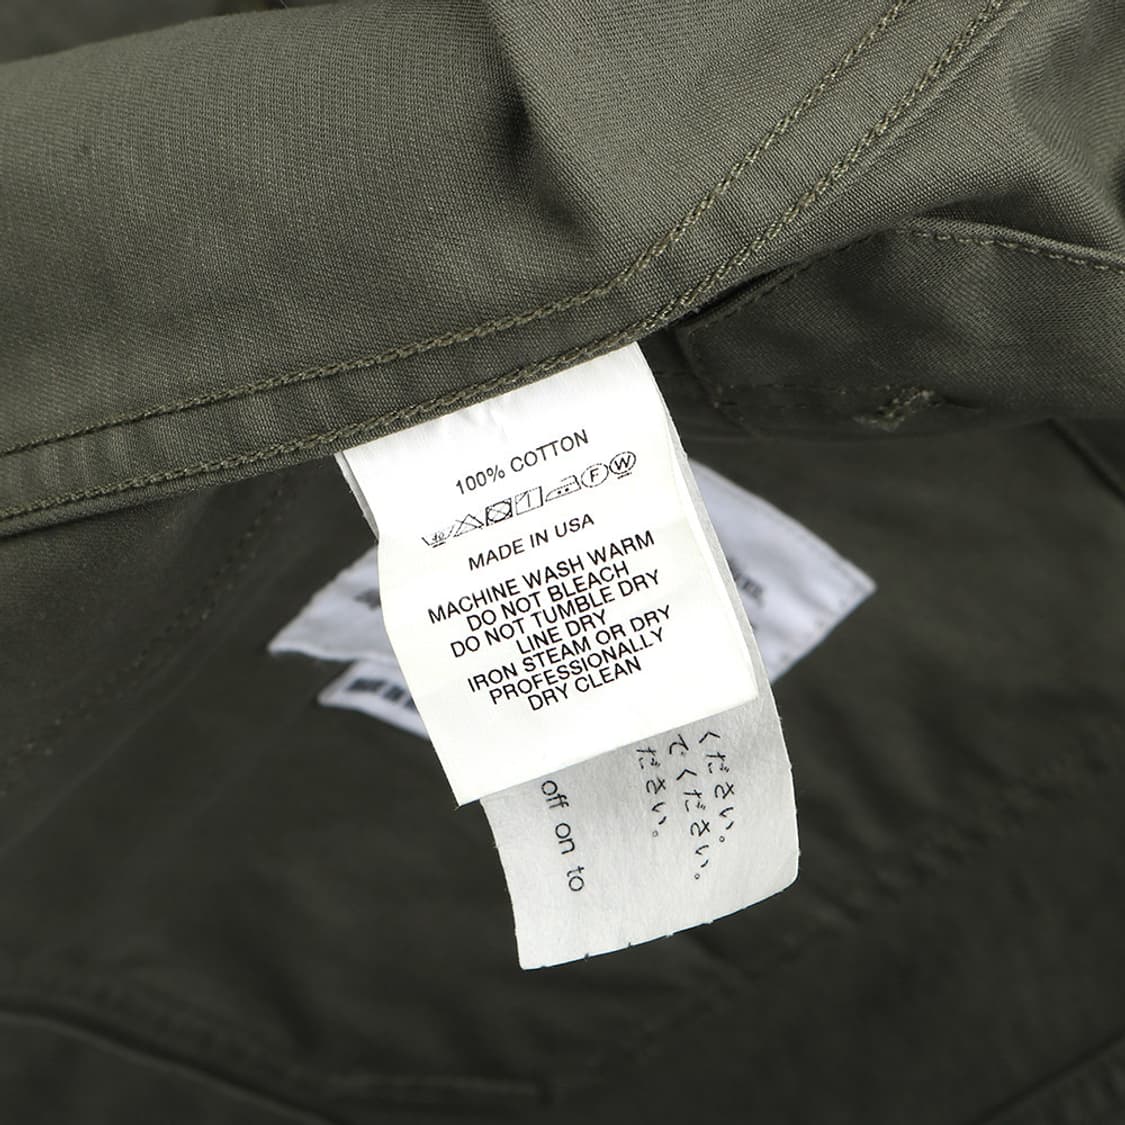 100% COTTON
F W
MADE IN USA
MACHINE WASH WARM
DO NOT BLEACH
DO NOT TUMBLE DRY
LINE DRY
IRON STEAM OR DRY
PROFESSIONALLY
DRY CLEAN
ください。
でください。
ださい。
off on to